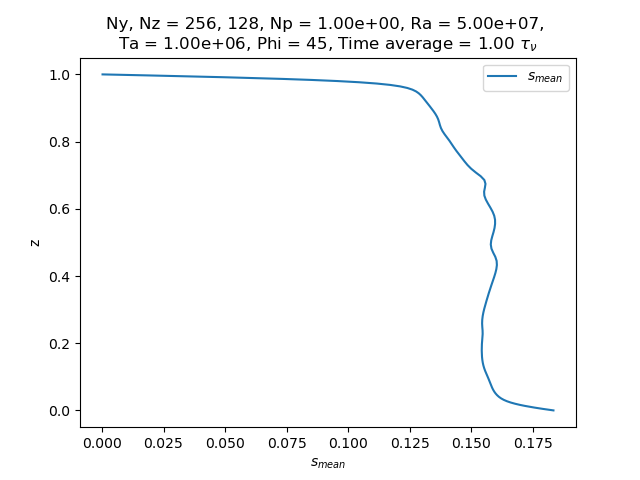 Ny, Nz = 256, 128, Np = 1.00e+00, Ra = 5.00e+07,
Ta = 1.00e+06, Phi = 45, Time average = 1.00 τ_ν
s_mean
1.0
0.8
0.6
0.4
0.2
0.0
z
0.000 0.025 0.050 0.075 0.100 0.125 0.150 0.175
s_mean